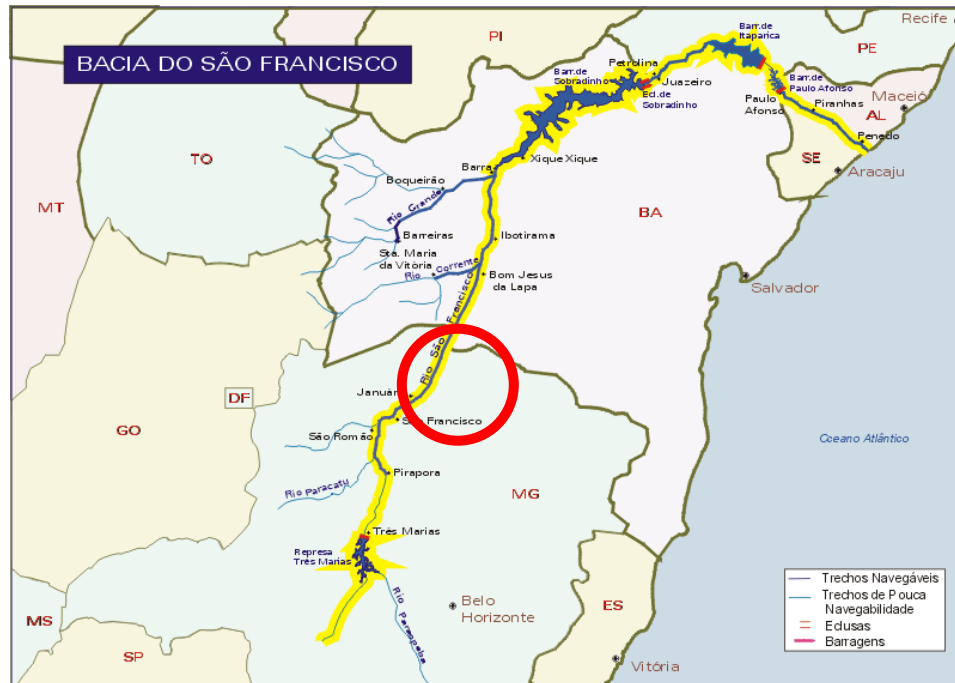 BACIA DO SÃO FRANCISCO
PI
Recife
PE
Barr.de
Itaparica
Petrolina
Barr.de
Sobradinho
Juazeiro
Ecl.de
Sobradinho
Barr.de
Paulo Afonso
Paulo
Afonso
Piranhas
Maceió
AL
Penedo
SE
Aracaju
TO
Xique Xique
Barra
Boqueirão
Rio Grande
MT
BA
Barreiras
Ibotirama
Sta. Maria
da Vitória
Rio Corrente
Bom Jesus
da Lapa
Salvador
Rio São Francisco
DF
São Francisco
São Romão
GO
Oceano Atlântico
Pirapora
Rio Paracatu
MG
Três Marias
Represa
Três Marias
Rio Paraopeba
Belo
Horizonte
ES
MS
SP
Vitória
Trechos Navegáveis
Trechos de Pouca
Navegabilidade
Eclusas
Barragens